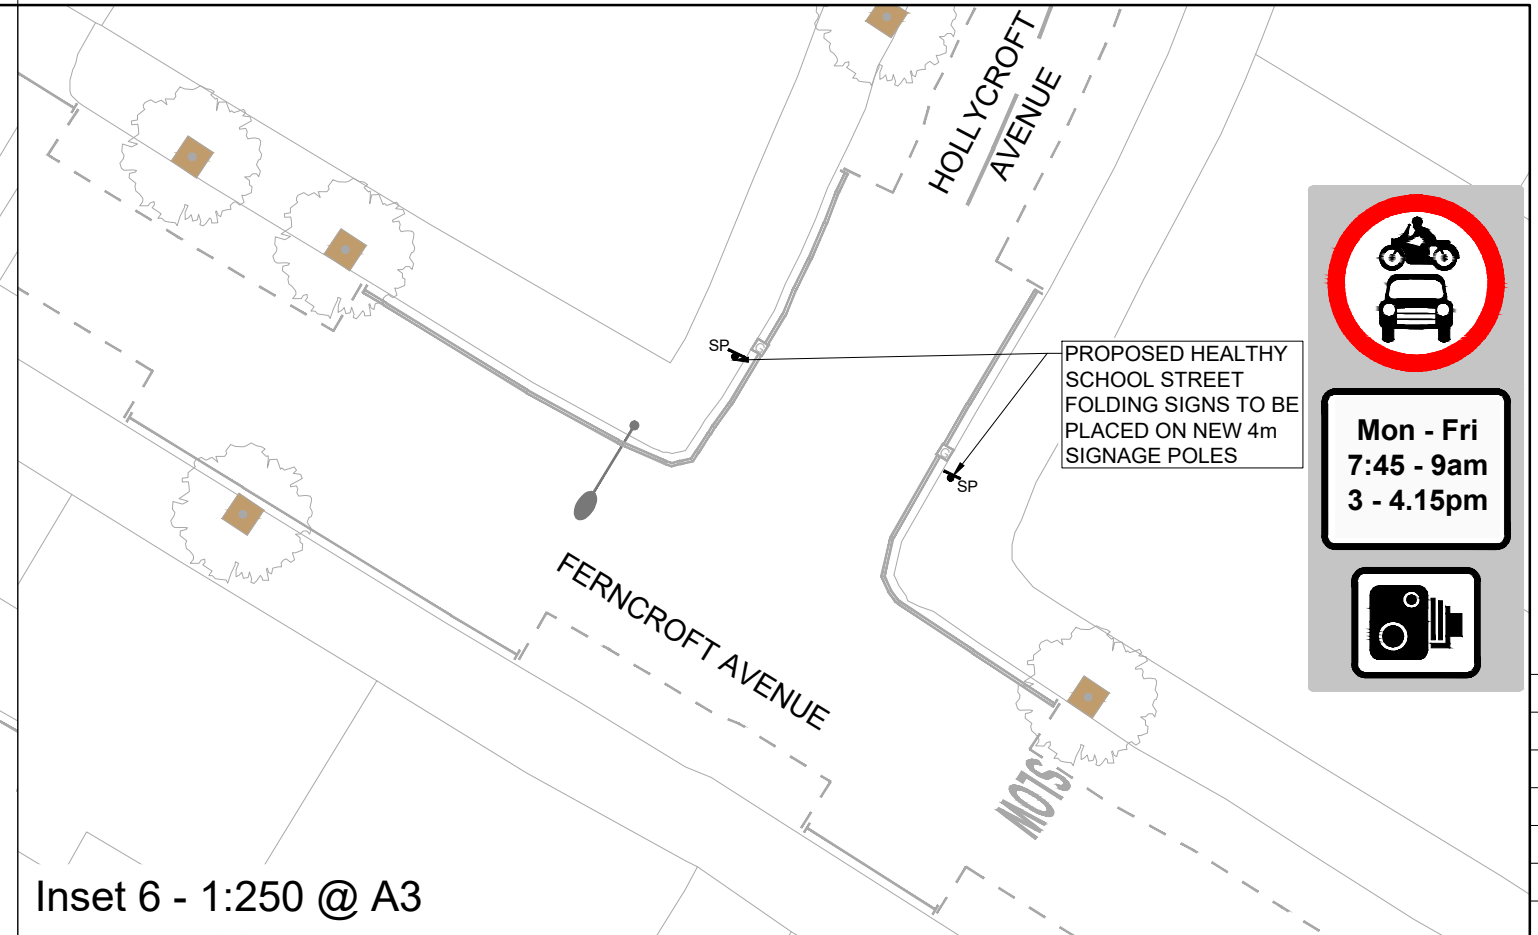 HOLLYCROFT
AVENUE
SP
PROPOSED HEALTHY
SCHOOL STREET
FOLDING SIGNS TO BE
PLACED ON NEW 4m
SIGNAGE POLES
SP
Mon - Fri
7:45 - 9am
3 - 4.15pm
FERNCROFT AVENUE
SLOW
Inset 6 - 1:250 @ A3